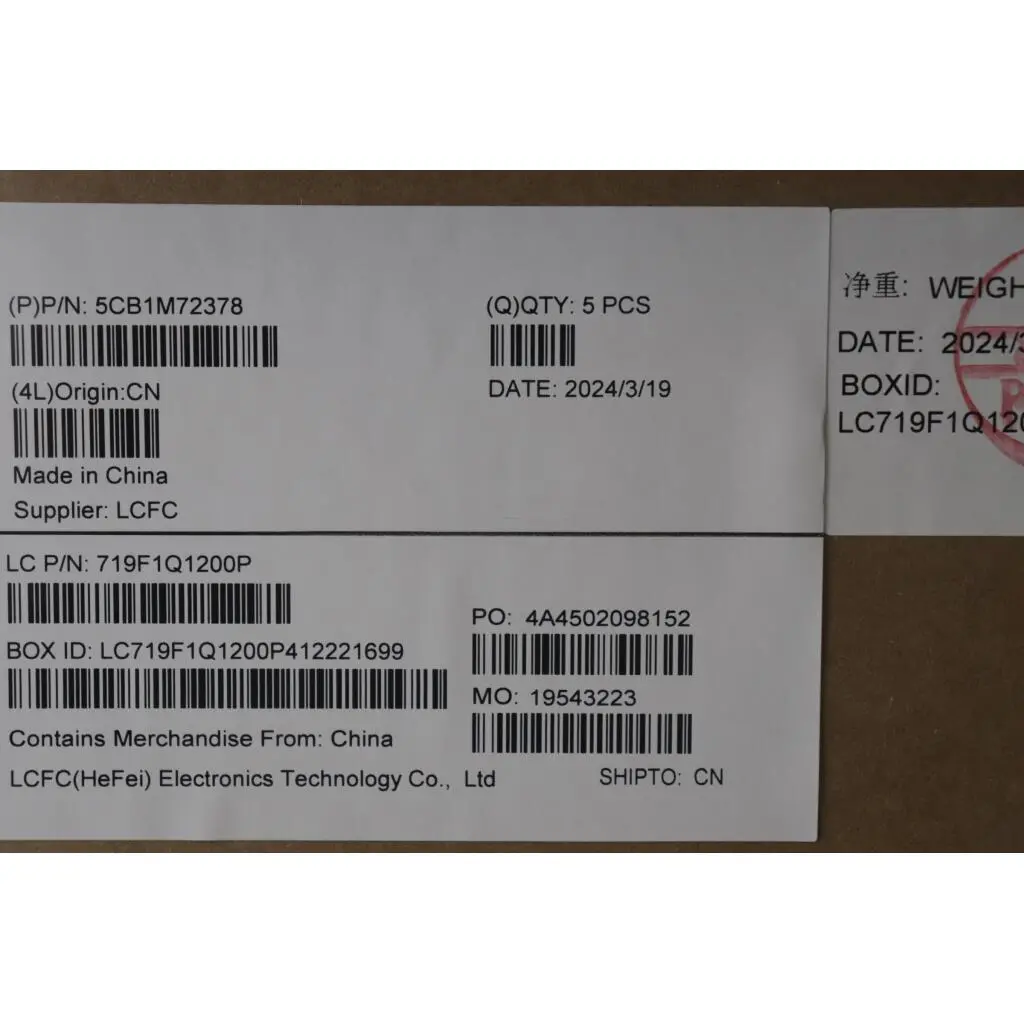 (P)P/N: 5CB1M72378
(Q)QTY: 5 PCS
(4L)Origin:CN
DATE: 2024/3/19
Made in China
Supplier: LCFC
LC P/N: 719F1Q1200P
PO: 4A4502098152
BOX ID: LC719F1Q1200P412221699
MO: 19543223
Contains Merchandise From: China
LCFC(HeFei) Electronics Technology Co., Ltd
SHIPTO: CN
净重: WEIGH
DATE: 2024/3
BOXID:
LC719F1Q120